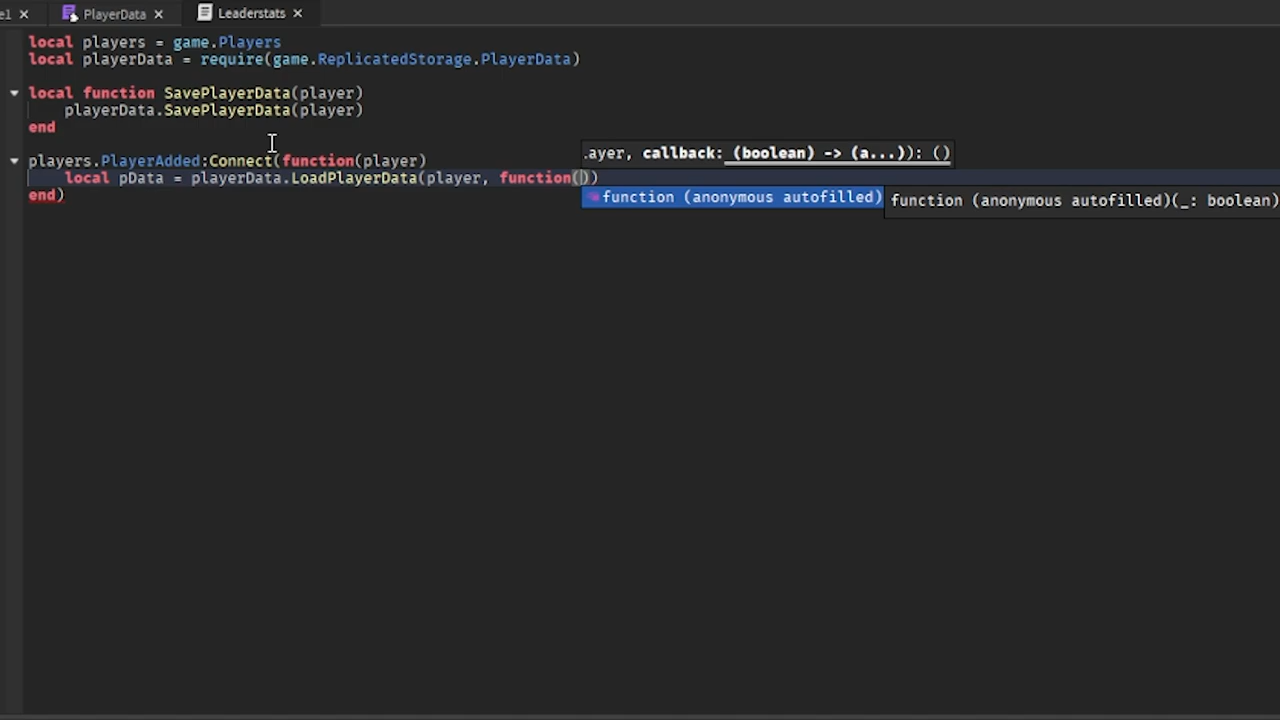 el PlayerData Leaderstats
local players = game.Players
local playerData = require(game.ReplicatedStorage.PlayerData)
local function SavePlayerData(player)
playerData.SavePlayerData(player)
end
players.PlayerAdded:Connect(function(player)
.ayer, callback: (boolean) -> (a...)): ()
local pData = playerData.LoadPlayerData(player, function())
function (anonymous autofilled) function (anonymous autofilled)(_: boolean)
end)